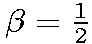 β = 1/2